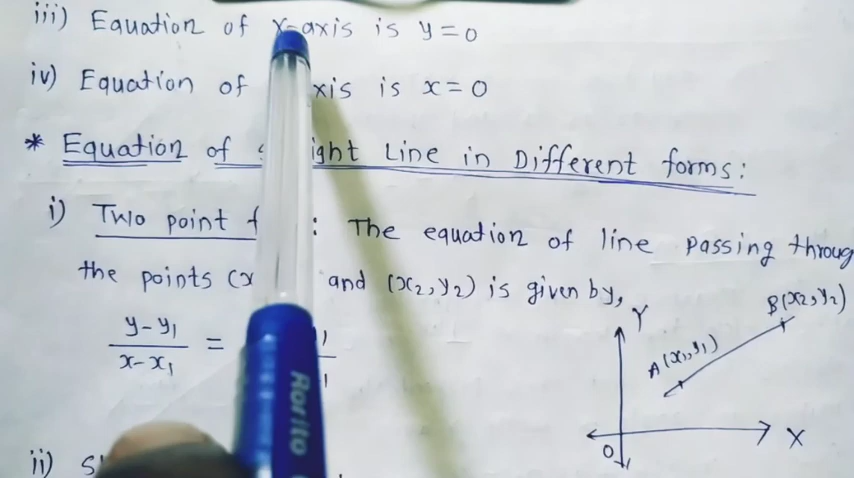 iii) Equation of x-axis is y=0
iv) Equation of xis is x=0
* Equation of ight Line in Different forms:
i) Two point f : The equation of line passing throug
the points (x and (x₂,y₂) is given by,
y-y₁
x-x₁
=
ii) S
Y
B(x₂,y₂)
A(x₁,y₁)
X
O
Rorito